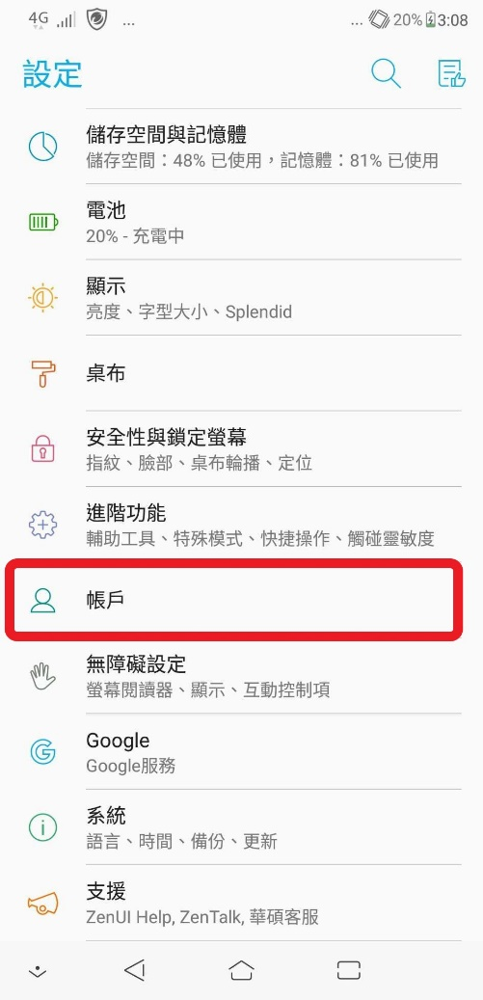 4G ... ... 20% 3:08
設定
儲存空間與記憶體
儲存空間：48% 已使用，記憶體：81% 已使用
電池
20% - 充電中
顯示
亮度、字型大小、Splendid
桌布
安全性與鎖定螢幕
指紋、臉部、桌布輪播、定位
進階功能
輔助工具、特殊模式、快捷操作、觸碰靈敏度
帳戶
無障礙設定
螢幕閱讀器、顯示、互動控制項
Google
Google服務
系統
語言、時間、備份、更新
支援
ZenUI Help, ZenTalk, 華碩客服